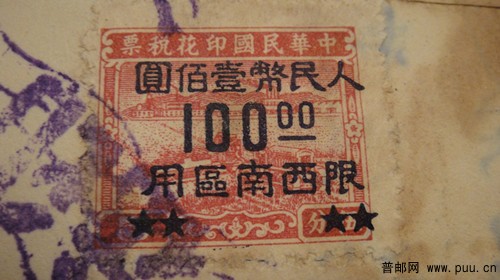 中華民國印花稅票
人民幣壹佰圓
100.00
限西南區用
分
普邮网 www.puu.cn